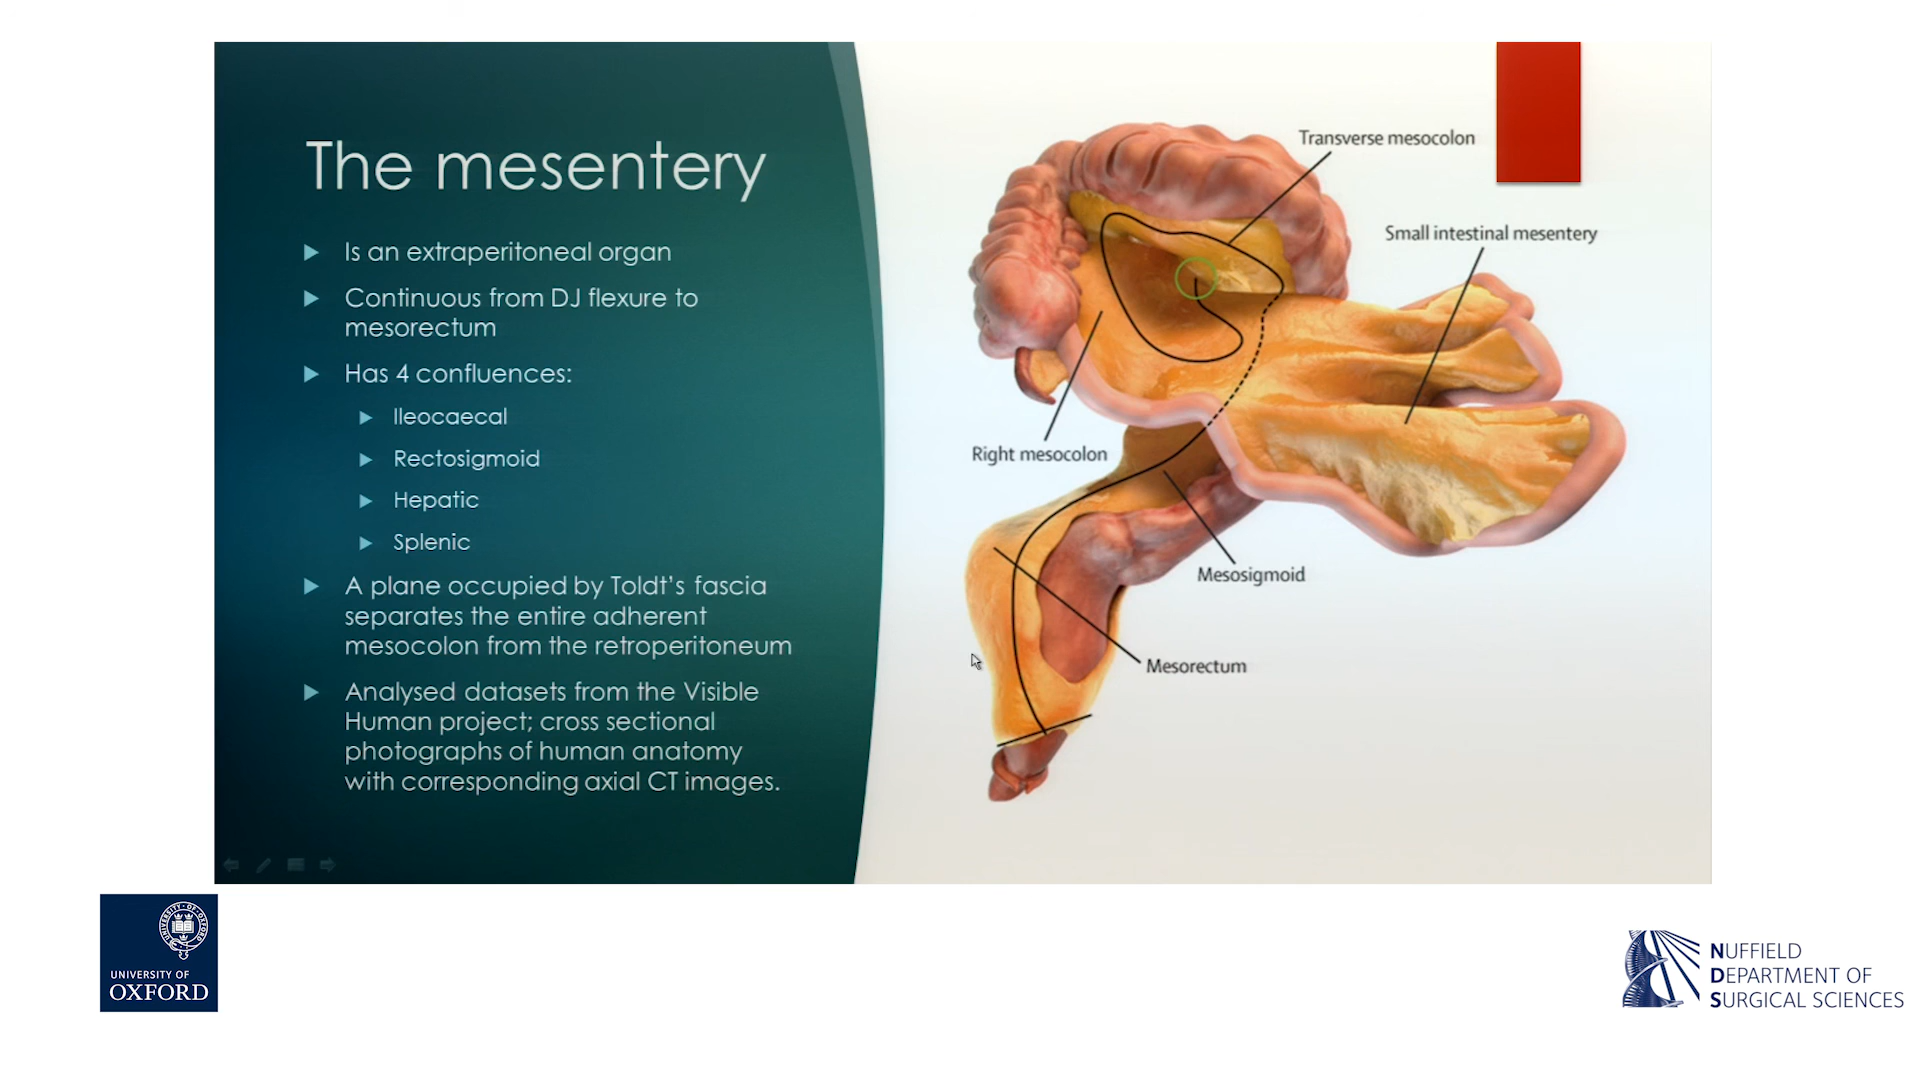 The mesentery
Is an extraperitoneal organ
Continuous from DJ flexure to
mesorectum
Has 4 confluences:
Ileocaecal
Rectosigmoid
Hepatic
Splenic
A plane occupied by Toldt's fascia
separates the entire adherent
mesocolon from the retroperitoneum
Analysed datasets from the Visible
Human project; cross sectional
photographs of human anatomy
with corresponding axial CT images.
Transverse mesocolon
Small intestinal mesentery
Right mesocolon
Mesosigmoid
Mesorectum
UNIVERSITY OF
OXFORD
NUFFIELD
DEPARTMENT OF
SURGICAL SCIENCES